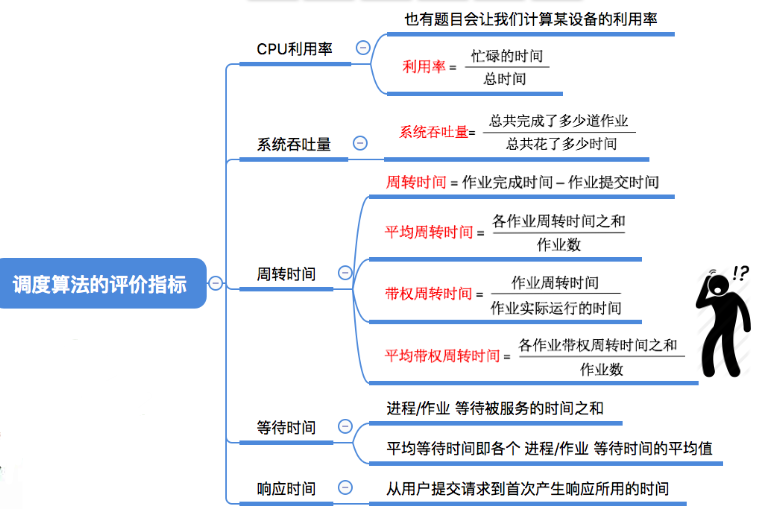 调度算法的评价指标
CPU利用率
也有题目会让我们计算某设备的利用率
利用率 = 忙碌的时间
总时间
系统吞吐量
系统吞吐量= 总共完成了多少道作业
总共花了多少时间
周转时间
周转时间 = 作业完成时间 – 作业提交时间
平均周转时间 = 各作业周转时间之和
作业数
带权周转时间 = 作业周转时间
作业实际运行的时间
平均带权周转时间 = 各作业带权周转时间之和
作业数
等待时间
进程/作业 等待被服务的时间之和
平均等待时间即各个 进程/作业 等待时间的平均值
响应时间
从用户提交请求到首次产生响应所用的时间
!?